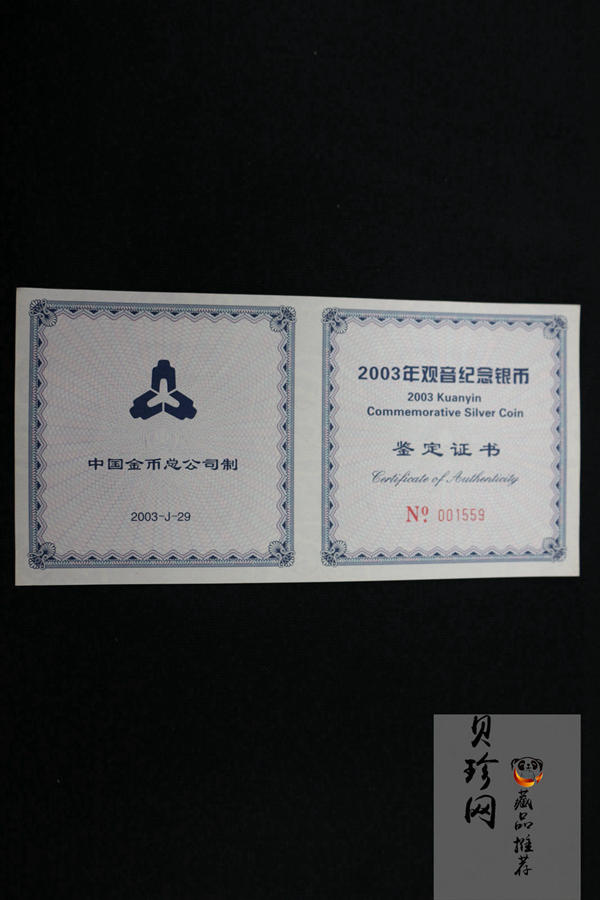 中国金币总公司制
2003-J-29
2003年观音纪念银币
2003 Kuanyin
Commemorative Silver Coin
鉴定证书
Certificate of Authenticity
Nº 001559
贝珍网
藏品推荐